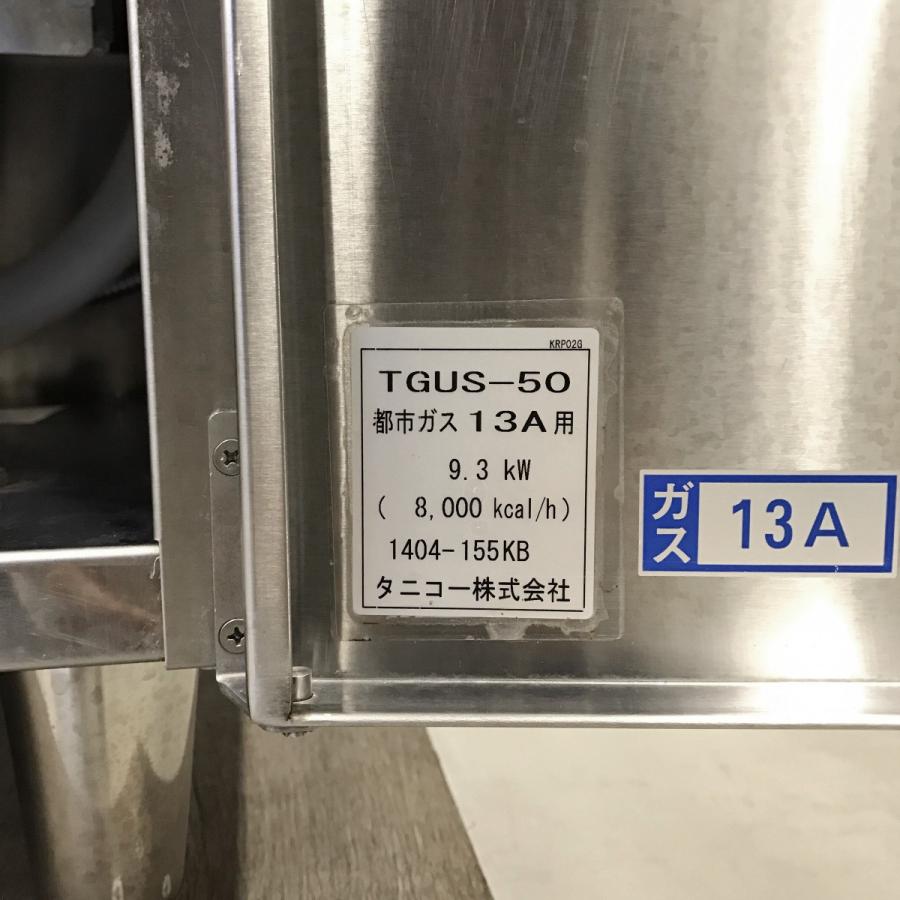 KRP02G
TGUS-50
都市ガス 13A用
9.3 kW
( 8,000 kcal/h)
1404-155KB
タニコー株式会社
ガス
13A